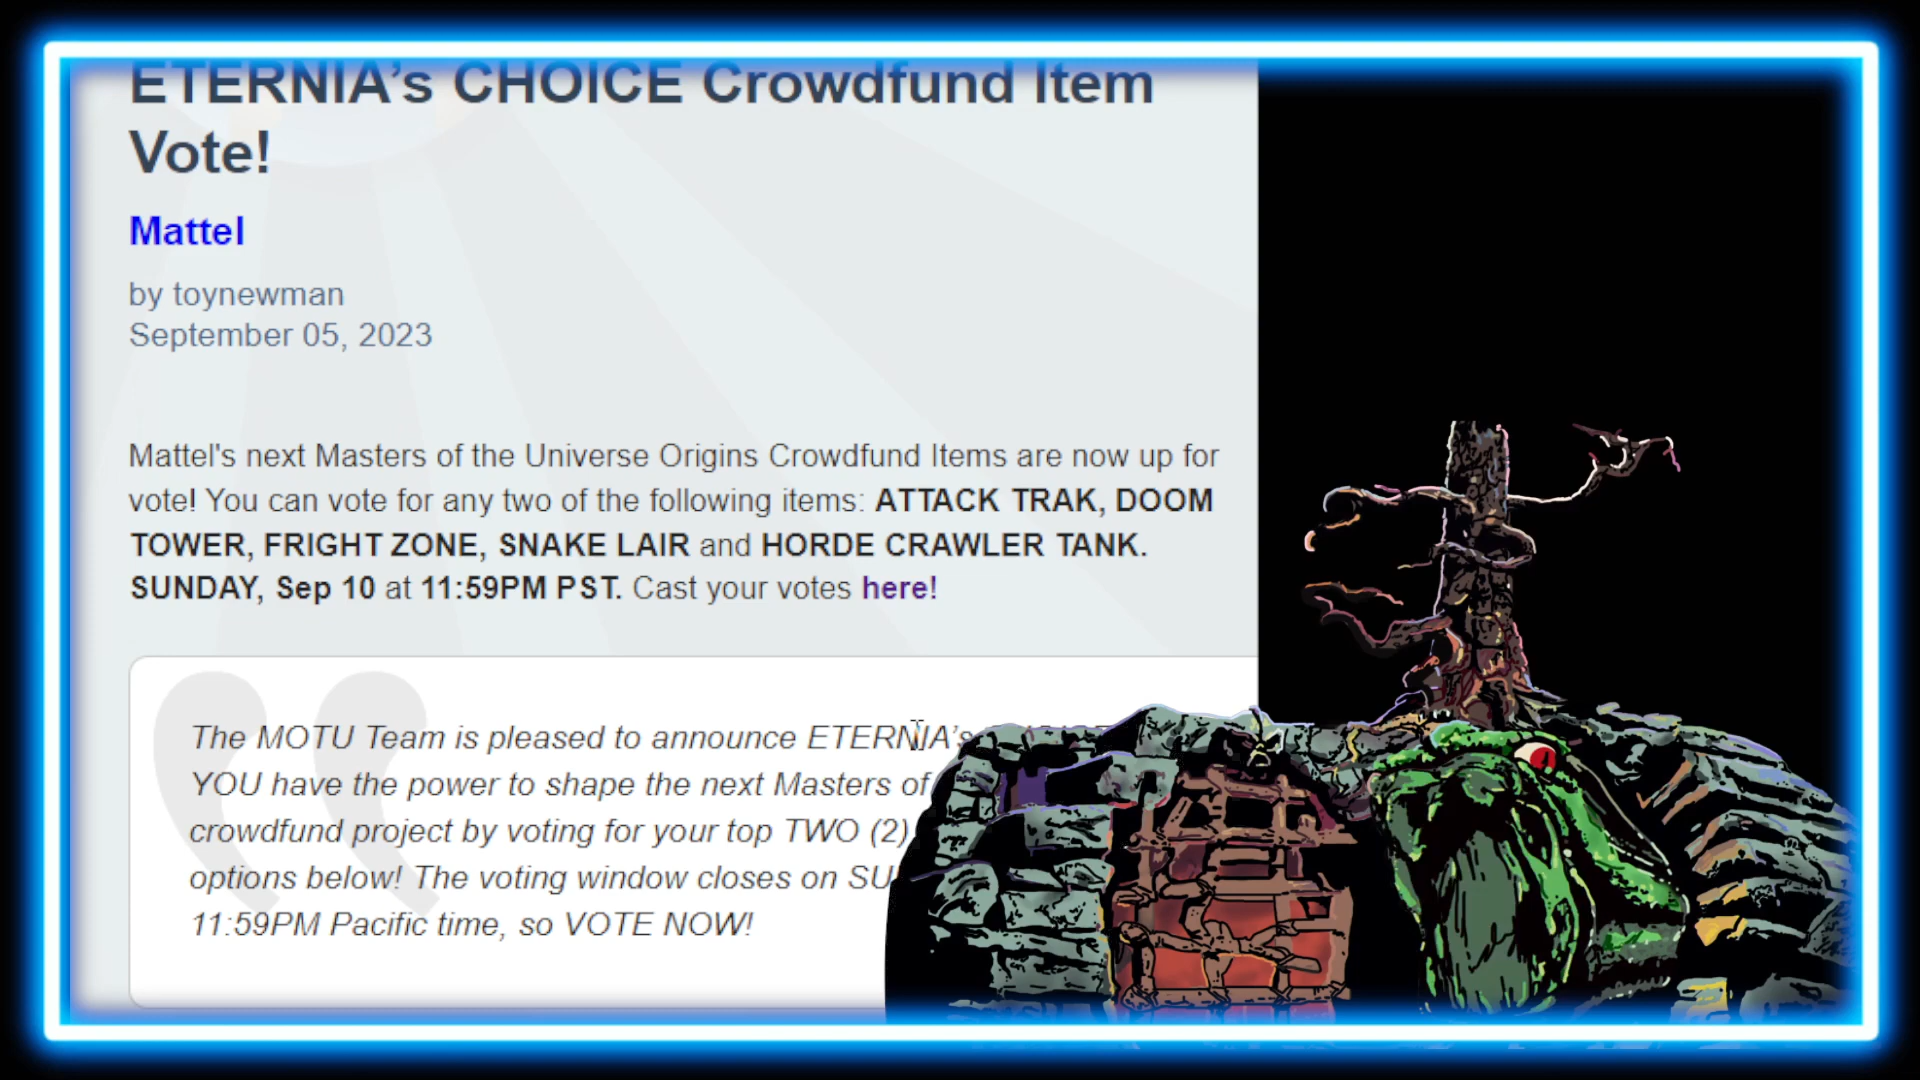 ETERNIA’s CHOICE Crowdfund Item
Vote!
Mattel
by toynewman
September 05, 2023
Mattel's next Masters of the Universe Origins Crowdfund Items are now up for
vote! You can vote for any two of the following items: ATTACK TRAK, DOOM
TOWER, FRIGHT ZONE, SNAKE LAIR and HORDE CRAWLER TANK.
SUNDAY, Sep 10 at 11:59PM PST. Cast your votes here!
The MOTU Team is pleased to announce ETERNIA’s
YOU have the power to shape the next Masters of
crowdfund project by voting for your top TWO (2)
options below! The voting window closes on
11:59PM Pacific time, so VOTE NOW!